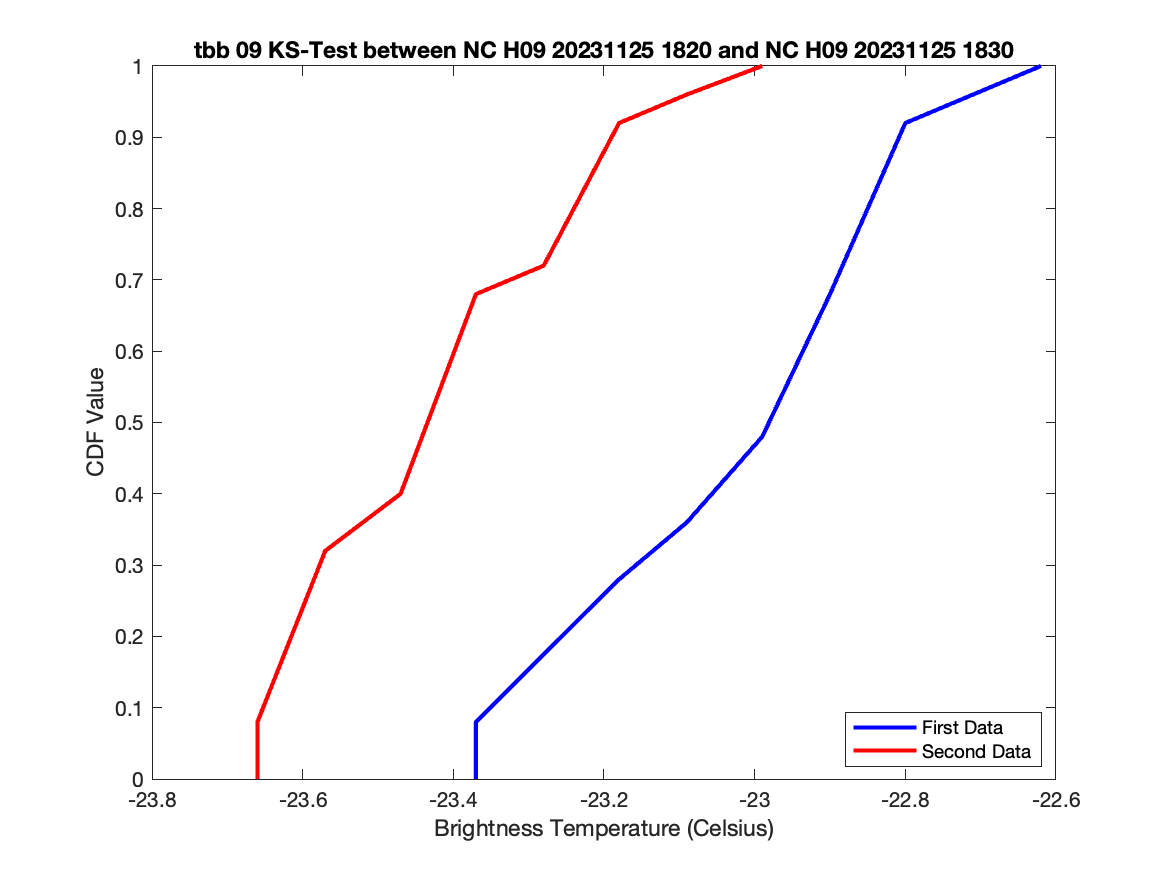 tbb 09 KS-Test between NC H09 20231125 1820 and NC H09 20231125 1830
1
0.9
0.8
0.7
0.6
0.5
0.4
0.3
0.2
0.1
0
CDF Value
First Data
Second Data
-23.8 -23.6 -23.4 -23.2 -23 -22.8 -22.6
Brightness Temperature (Celsius)